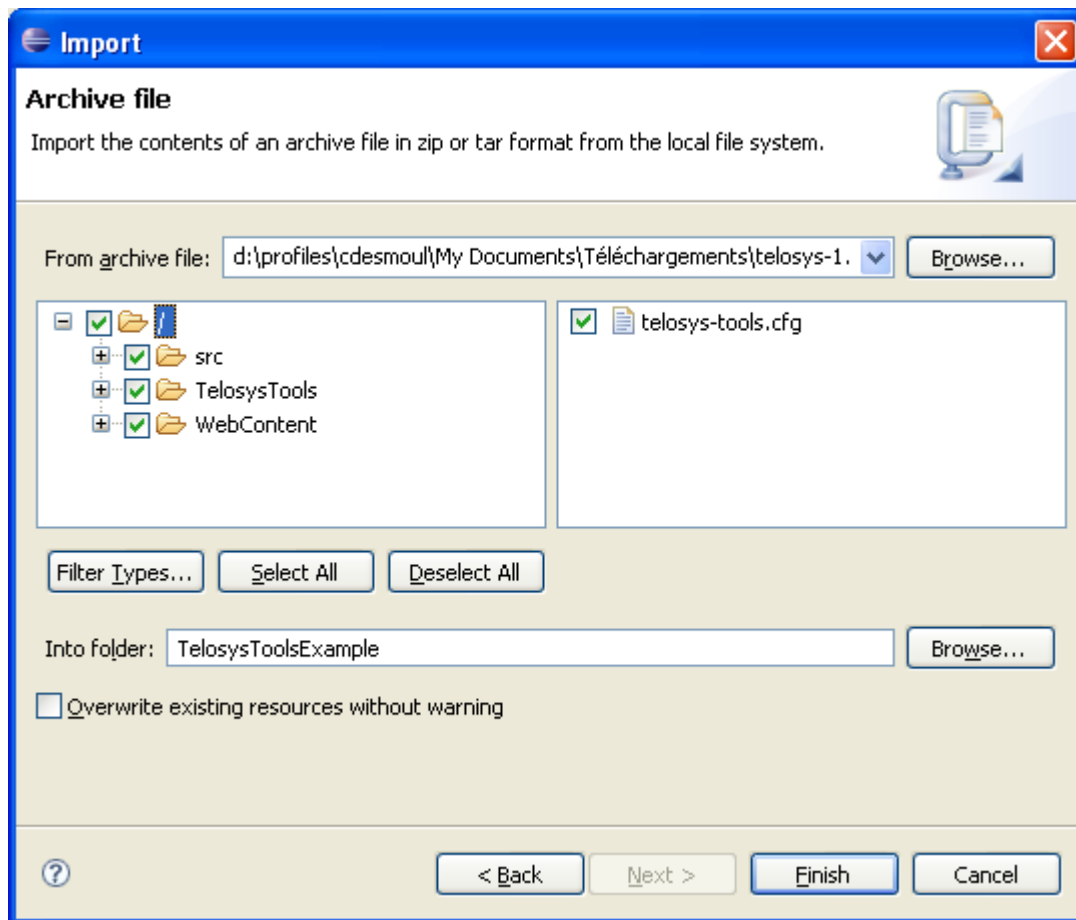 Import
Archive file
Import the contents of an archive file in zip or tar format from the local file system.
From archive file: d:\profiles\cdesmoul\My Documents\Téléchargements\telosys-1. Browse...
/ telosys-tools.cfg
src
TelosysTools
WebContent
Filter Types... Select All Deselect All
Into folder: TelosysToolsExample Browse...
Overwrite existing resources without warning
? < Back Next > Finish Cancel